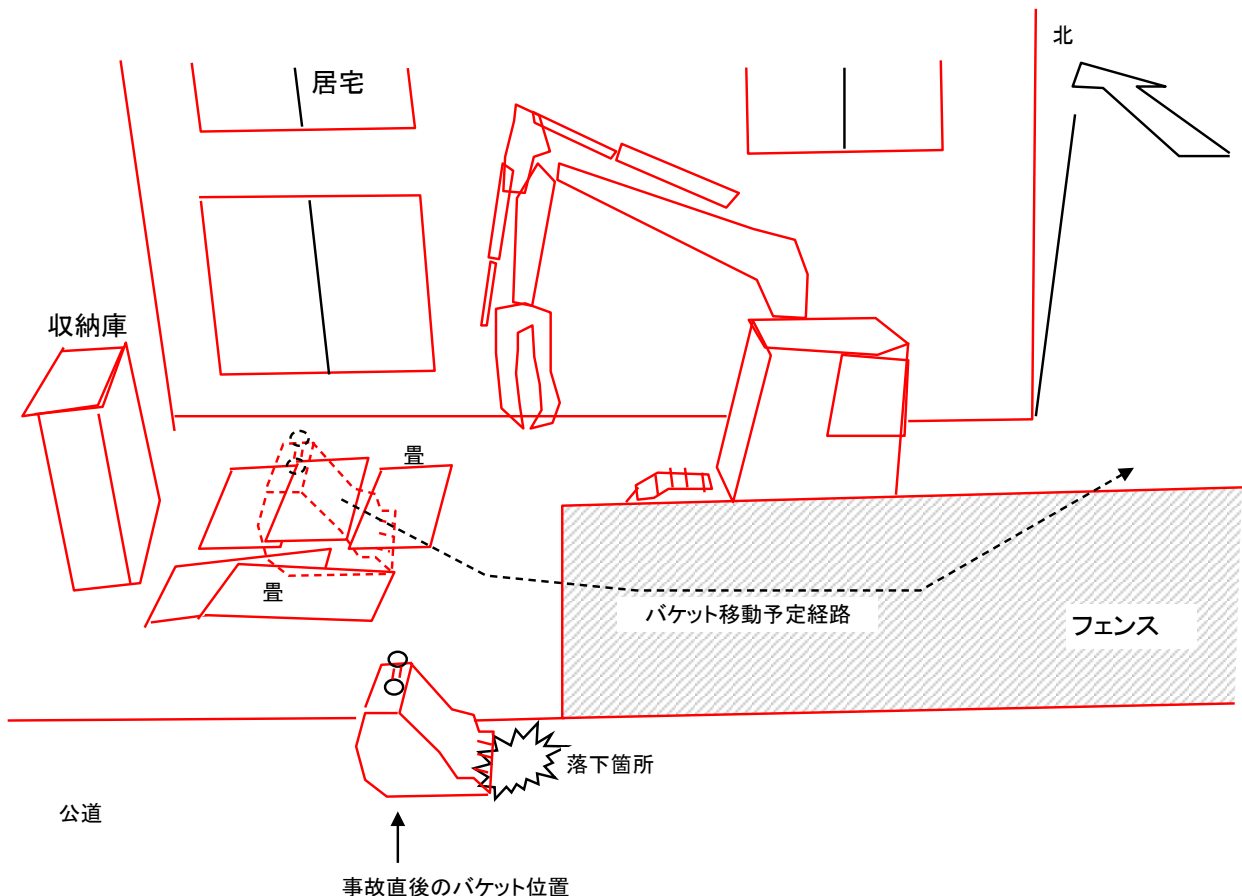 北
居宅
収納庫
畳
畳
バケット移動予定経路
フェンス
落下箇所
公道
事故直後のバケット位置